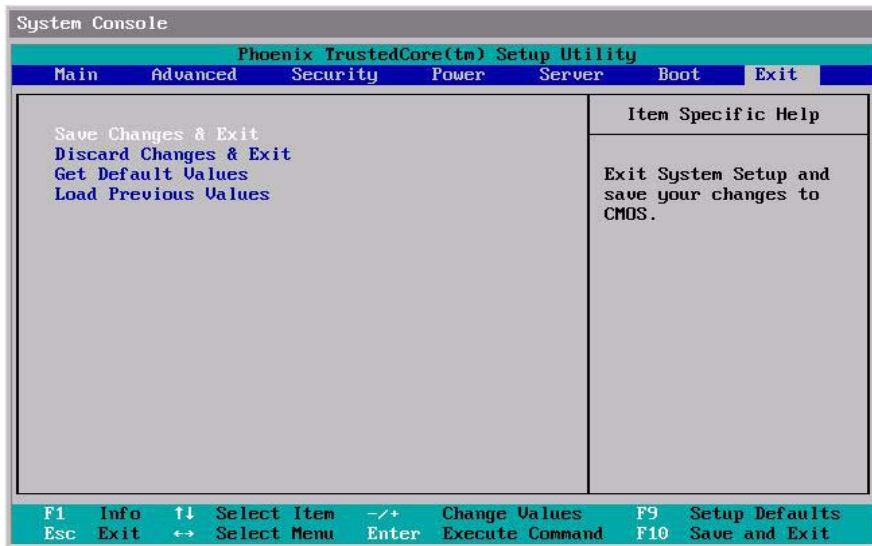 System Console
Phoenix TrustedCore(tm) Setup Utility
Main Advanced Security Power Server Boot Exit
Save Changes & Exit
Discard Changes & Exit
Get Default Values
Load Previous Values
Item Specific Help
Exit System Setup and
save your changes to
CMOS.
F1 Info ↑↓ Select Item -/+ Change Values F9 Setup Defaults
Esc Exit ↔ Select Menu Enter Execute Command F10 Save and Exit